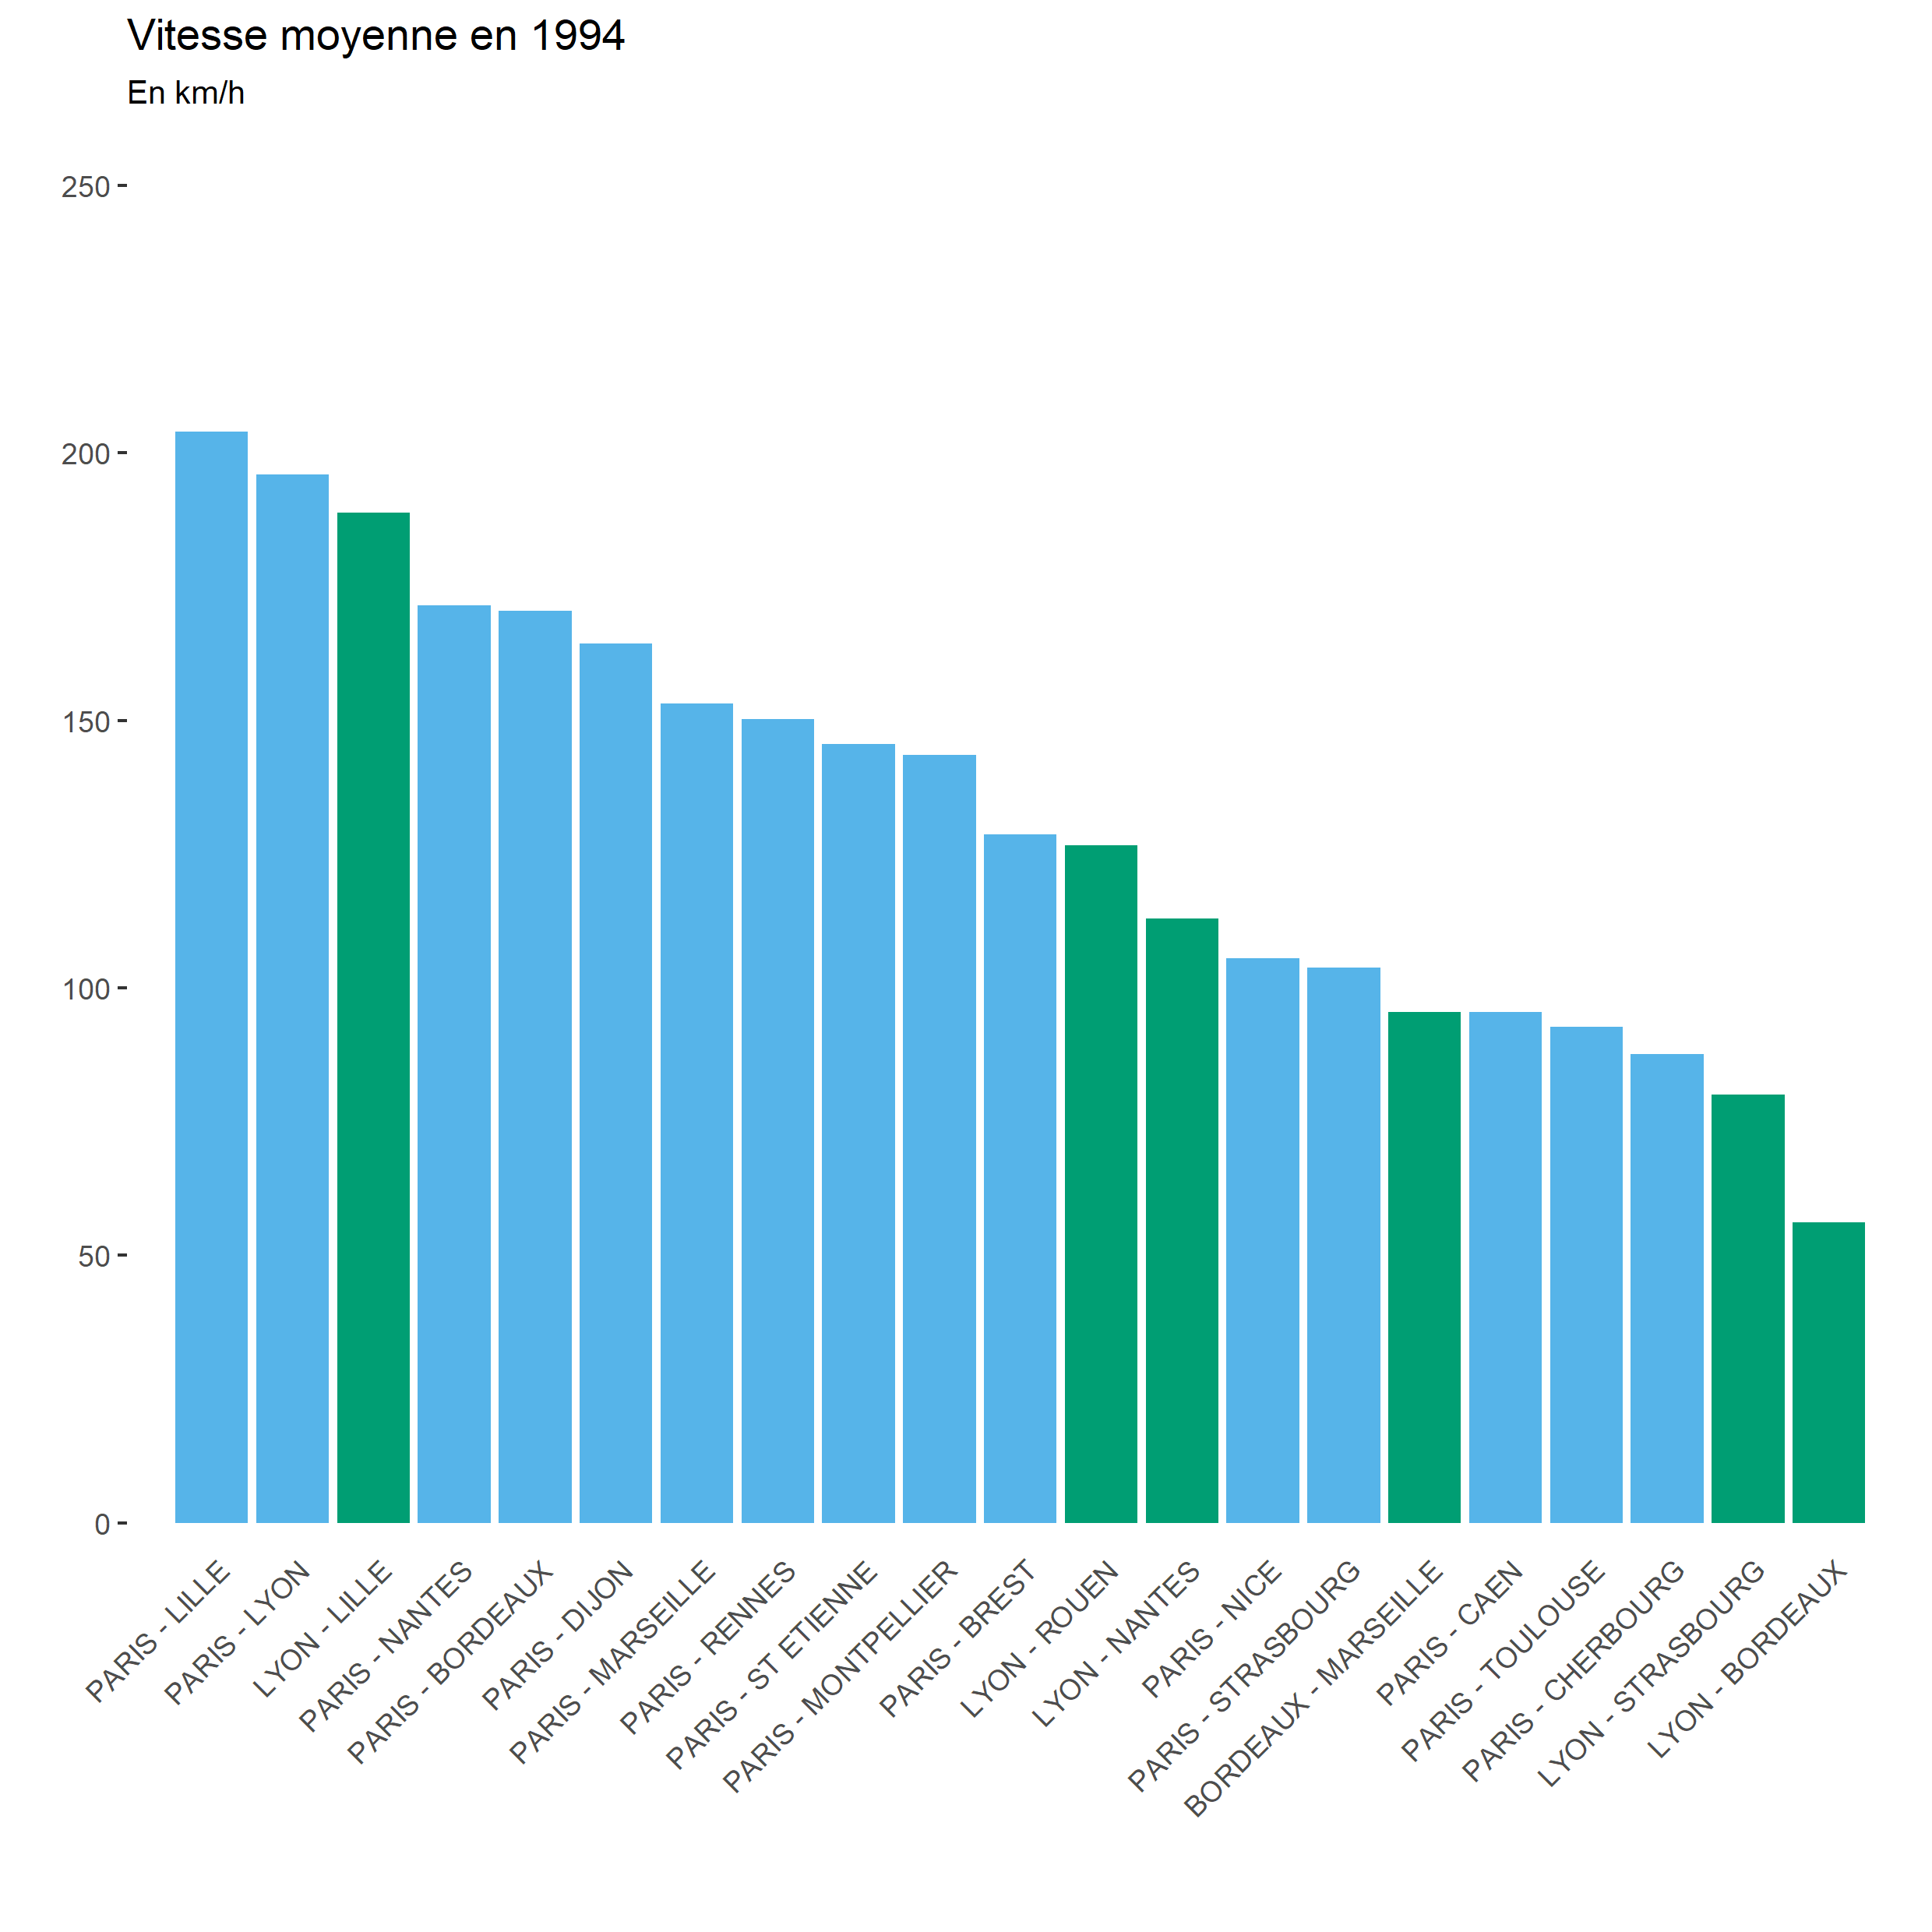 Vitesse moyenne en 1994
En km/h
250
200
150
100
50
0
PARIS - LILLE
PARIS - LYON
LYON - LILLE
PARIS - NANTES
PARIS - BORDEAUX
PARIS - DIJON
PARIS - MARSEILLE
PARIS - RENNES
PARIS - ST ETIENNE
PARIS - MONTPELLIER
PARIS - BREST
LYON - ROUEN
LYON - NANTES
PARIS - NICE
PARIS - STRASBOURG
BORDEAUX - MARSEILLE
PARIS - CAEN
PARIS - TOULOUSE
PARIS - CHERBOURG
LYON - STRASBOURG
LYON - BORDEAUX